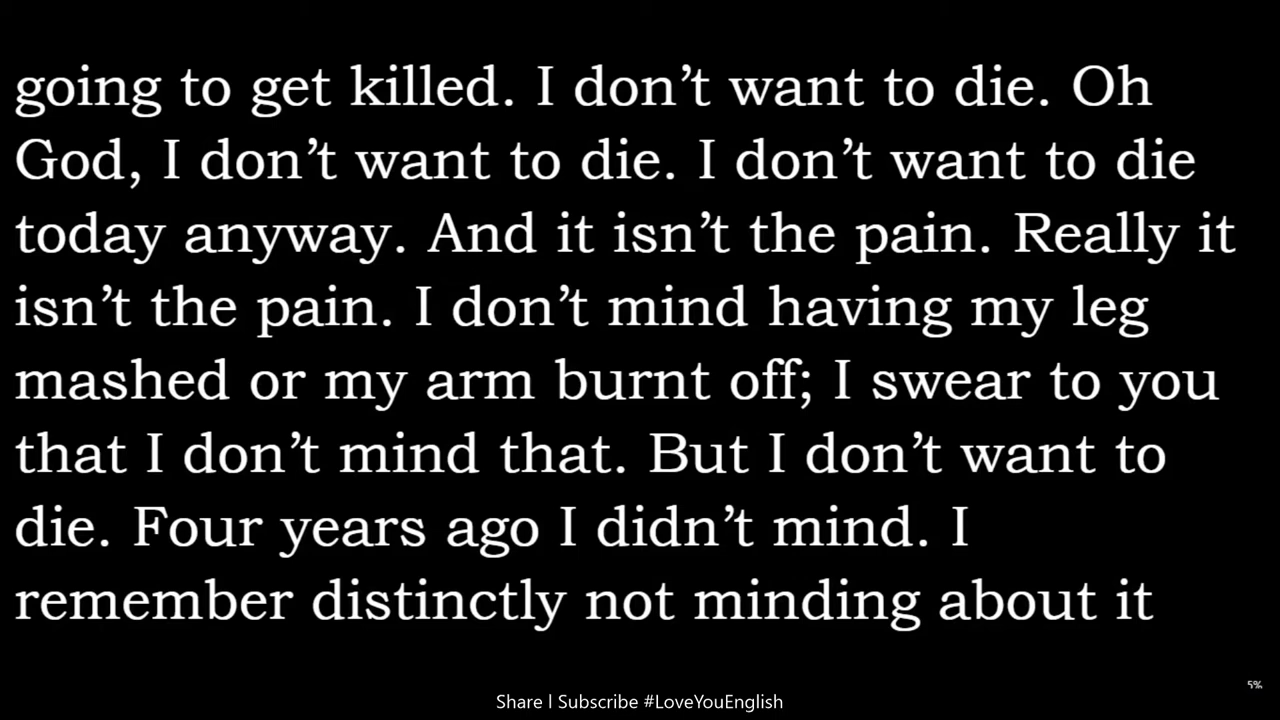 going to get killed. I don’t want to die. Oh
God, I don’t want to die. I don’t want to die
today anyway. And it isn’t the pain. Really it
isn’t the pain. I don’t mind having my leg
mashed or my arm burnt off; I swear to you
that I don’t mind that. But I don’t want to
die. Four years ago I didn’t mind. I
remember distinctly not minding about it
5%
Share | Subscribe #LoveYouEnglish